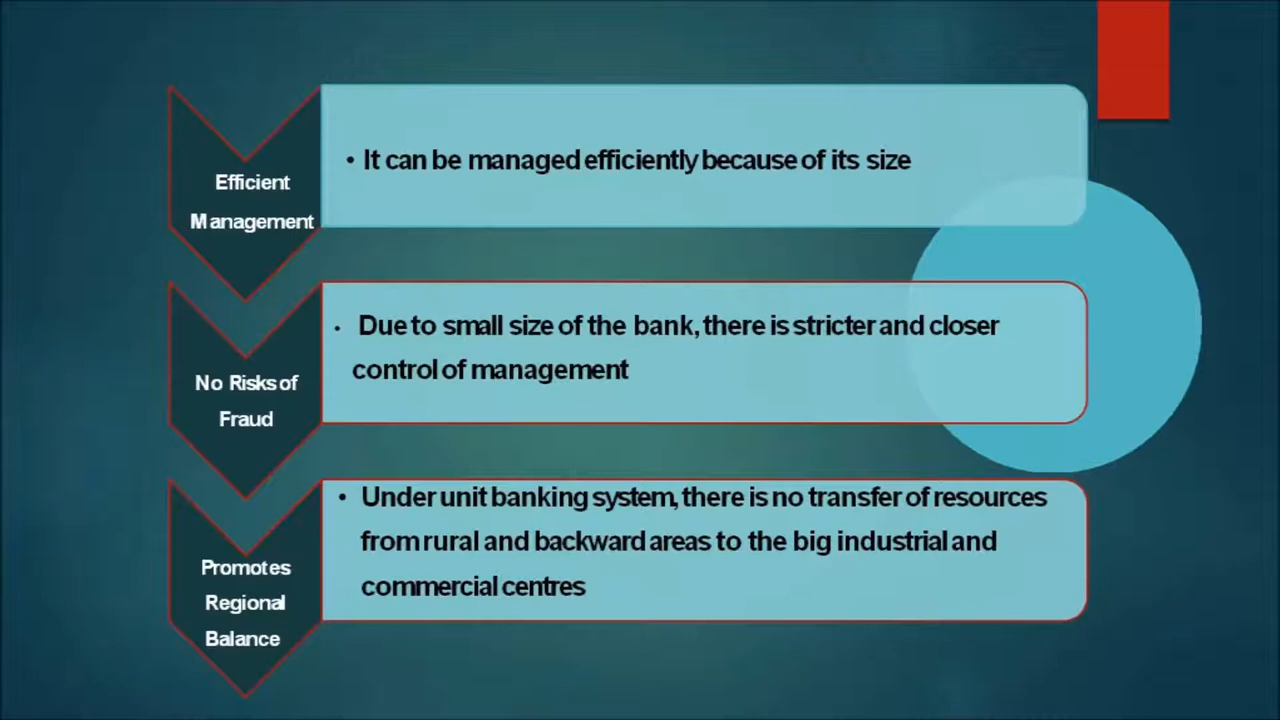 Efficient
Management
• It can be managed efficiently because of its size
No Risks of
Fraud
• Due to small size of the bank, there is stricter and closer
control of management
Promotes
Regional
Balance
• Under unit banking system, there is no transfer of resources
from rural and backward areas to the big industrial and
commercial centres